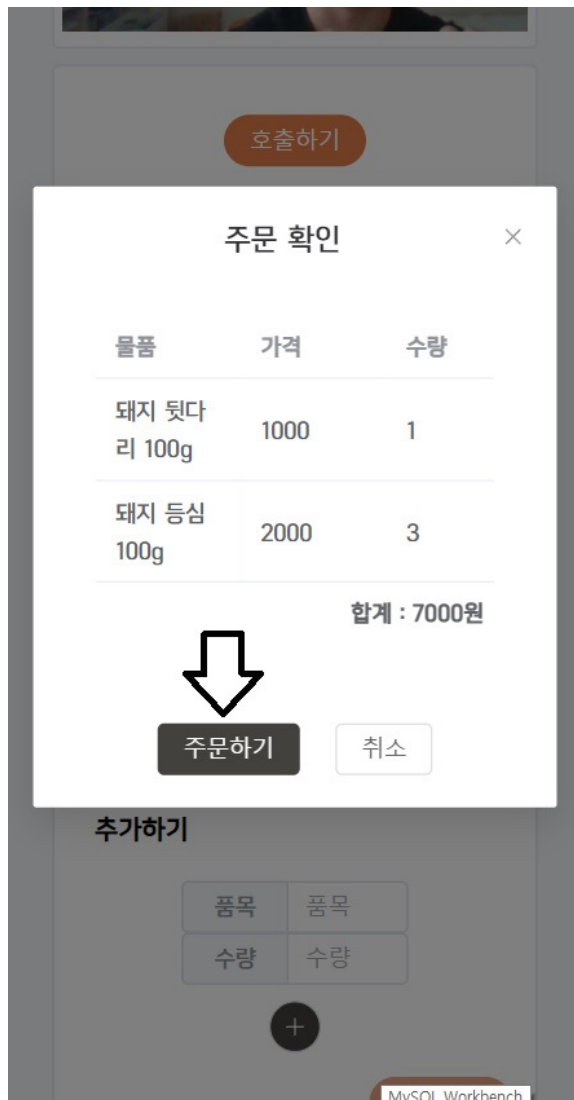 호출하기
주문 확인
물품 가격 수량
돼지 뒷다
리 100g 1000 1
돼지 등심
100g 2000 3
합계 : 7000원
주문하기 취소
추가하기
품목 품목
수량 수량
MySQL Workbench